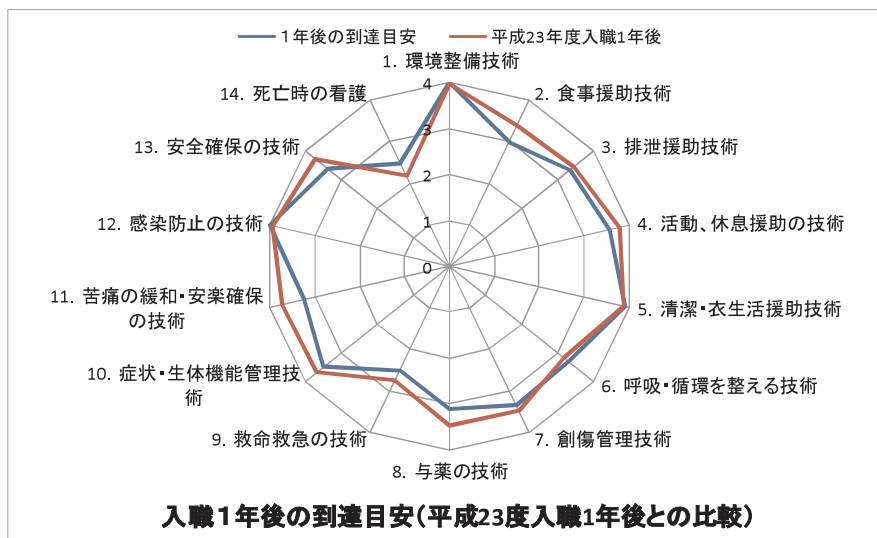 １年後の到達目安
平成23年度入職1年後
1. 環境整備技術
2. 食事援助技術
3. 排泄援助技術
4. 活動、休息援助の技術
5. 清潔・衣生活援助技術
6. 呼吸・循環を整える技術
7. 創傷管理技術
8. 与薬の技術
9. 救命救急の技術
10. 症状・生体機能管理技
術
11. 苦痛の緩和・安楽確保
の技術
12. 感染防止の技術
13. 安全確保の技術
14. 死亡時の看護
4
3
2
1
0
入職１年後の到達目安（平成23度入職1年後との比較）